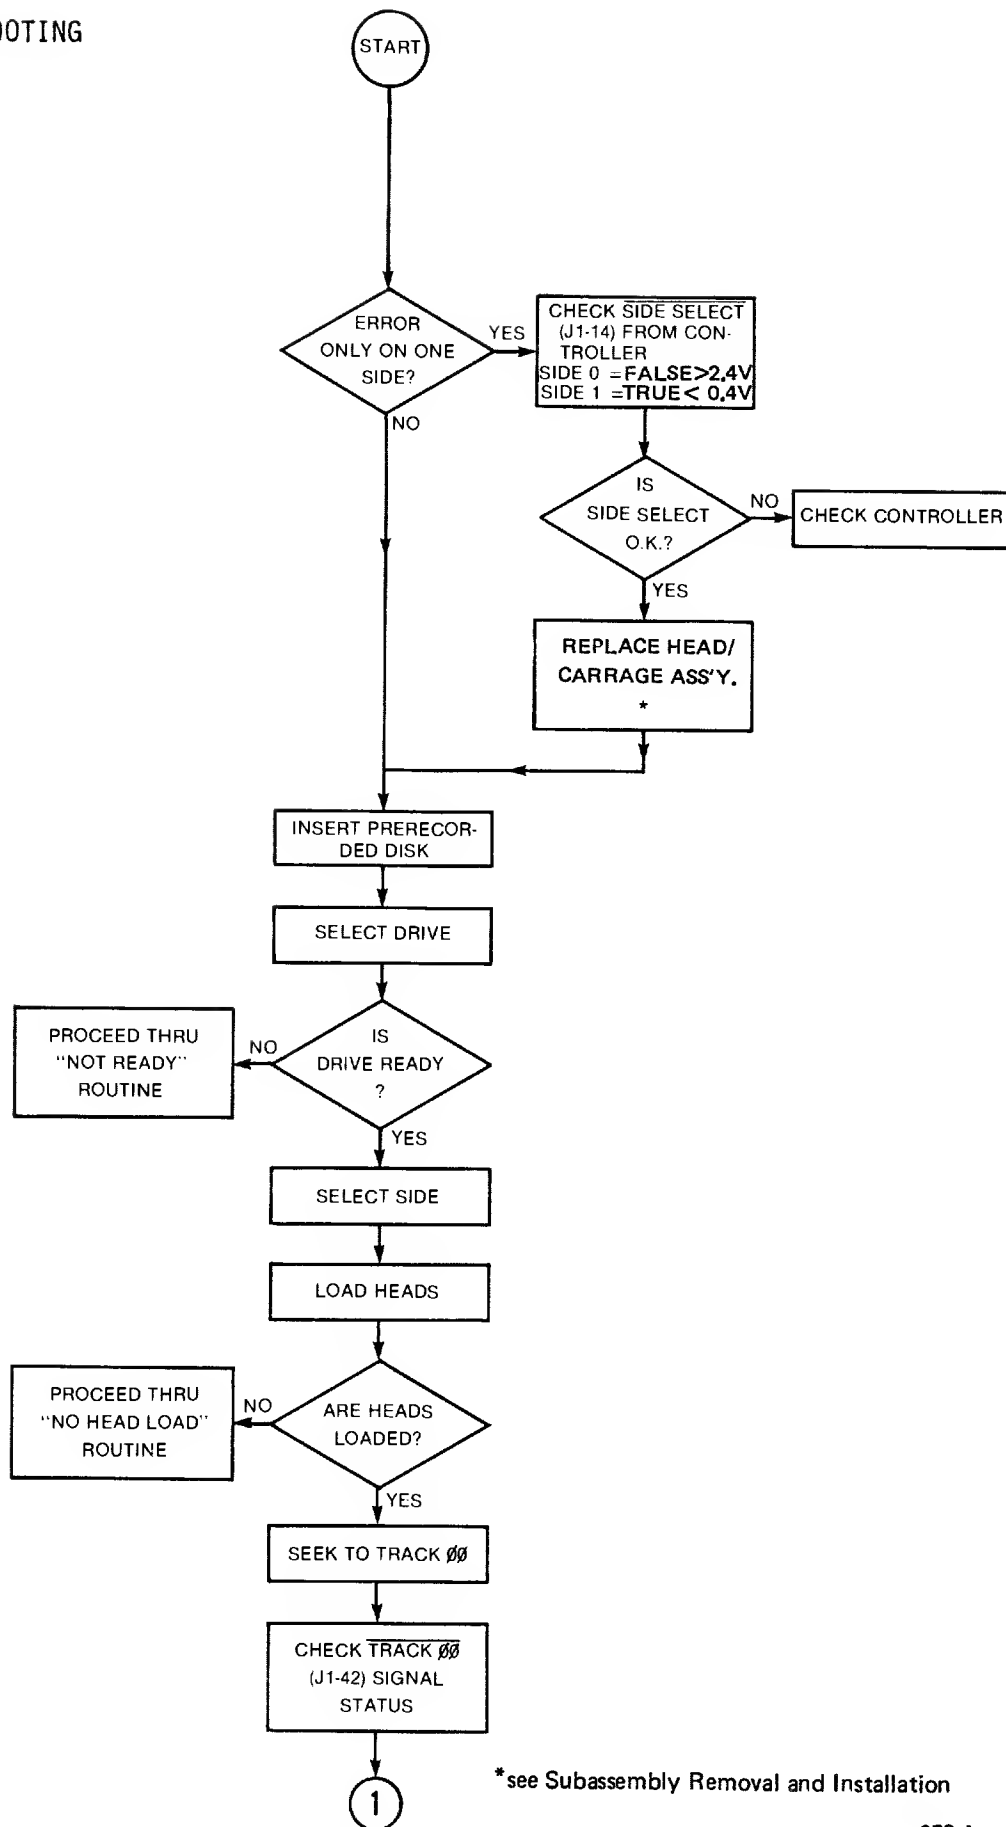 OOTING
START
ERROR
ONLY ON ONE
SIDE?
YES
CHECK SIDE SELECT
(J1-14) FROM CON-
TROLLER
SIDE 0 =FALSE>2.4V
SIDE 1 =TRUE< 0.4V
NO
IS
SIDE SELECT
O.K.?
NO
CHECK CONTROLLER
YES
REPLACE HEAD/
CARRAGE ASS'Y.
*
INSERT PRERECOR-
DED DISK
SELECT DRIVE
IS
DRIVE READY
?
NO
PROCEED THRU
"NOT READY"
ROUTINE
YES
SELECT SIDE
LOAD HEADS
ARE HEADS
LOADED?
NO
PROCEED THRU
"NO HEAD LOAD"
ROUTINE
YES
SEEK TO TRACK ØØ
CHECK TRACK ØØ
(J1-42) SIGNAL
STATUS
1
*see Subassembly Removal and Installation